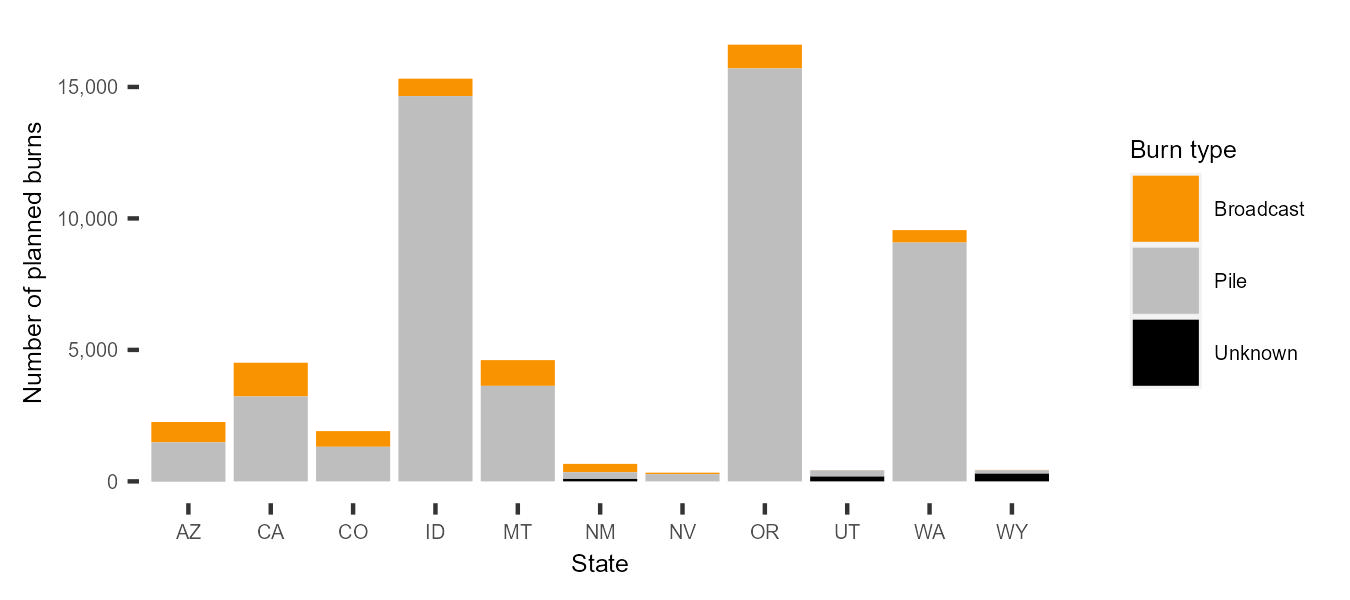 Number of planned burns
15,000
10,000
5,000
0
AZ CA CO ID MT NM NV OR UT WA WY
State
Burn type
Broadcast
Pile
Unknown